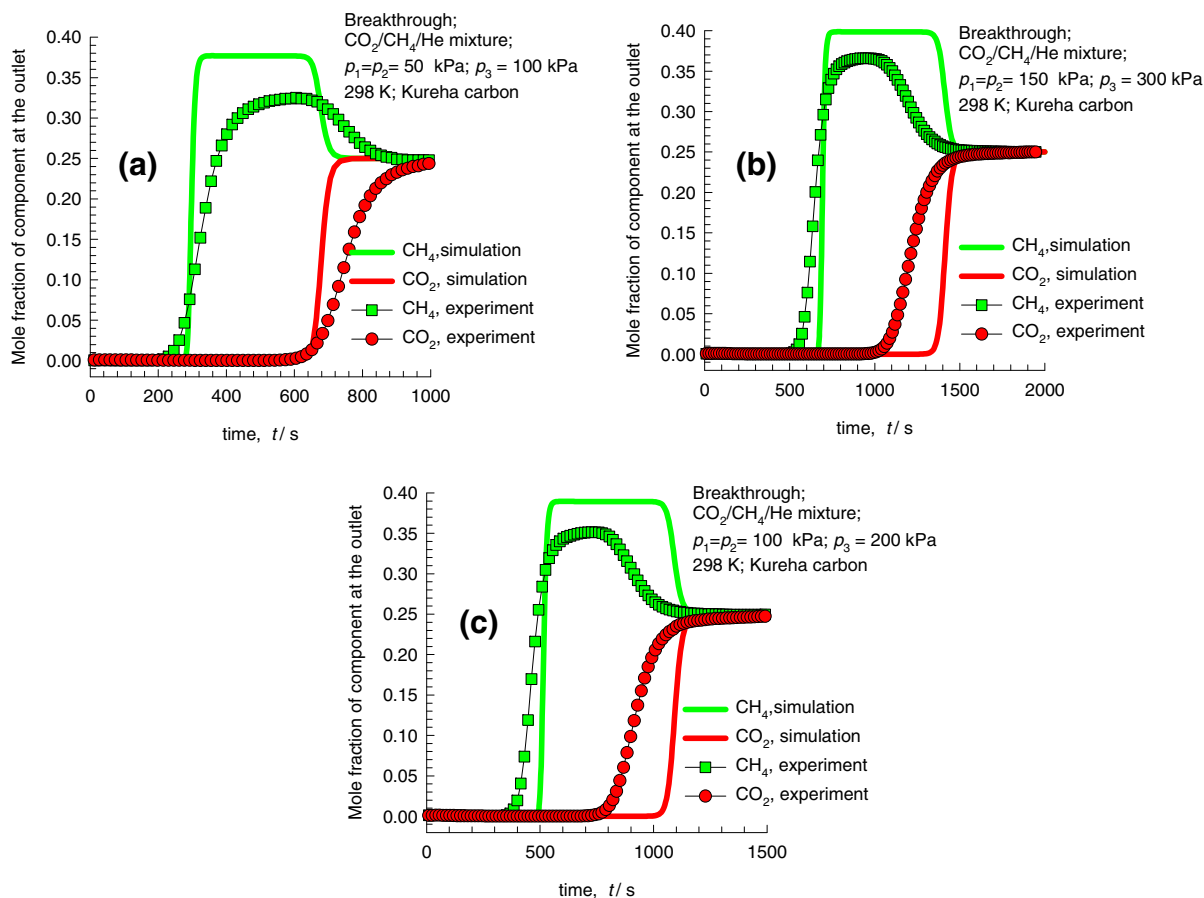 Breakthrough;
CO2/CH4/He mixture;
p1=p2= 50 kPa; p3 = 100 kPa
298 K; Kureha carbon
(a)
Mole fraction of component at the outlet
0.40
0.35
0.30
0.25
0.20
0.15
0.10
0.05
0.00
CH4,simulation
CO2, simulation
CH4, experiment
CO2, experiment
0 200 400 600 800 1000
time, t/ s
Breakthrough;
CO2/CH4/He mixture;
p1=p2= 150 kPa; p3 = 300 kPa
298 K; Kureha carbon
(b)
Mole fraction of component at the outlet
0.40
0.35
0.30
0.25
0.20
0.15
0.10
0.05
0.00
CH4,simulation
CO2, simulation
CH4, experiment
CO2, experiment
0 500 1000 1500 2000
time, t/ s
Breakthrough;
CO2/CH4/He mixture;
p1=p2= 100 kPa; p3 = 200 kPa
298 K; Kureha carbon
(c)
Mole fraction of component at the outlet
0.40
0.35
0.30
0.25
0.20
0.15
0.10
0.05
0.00
CH4,simulation
CO2, simulation
CH4, experiment
CO2, experiment
0 500 1000 1500
time, t/ s